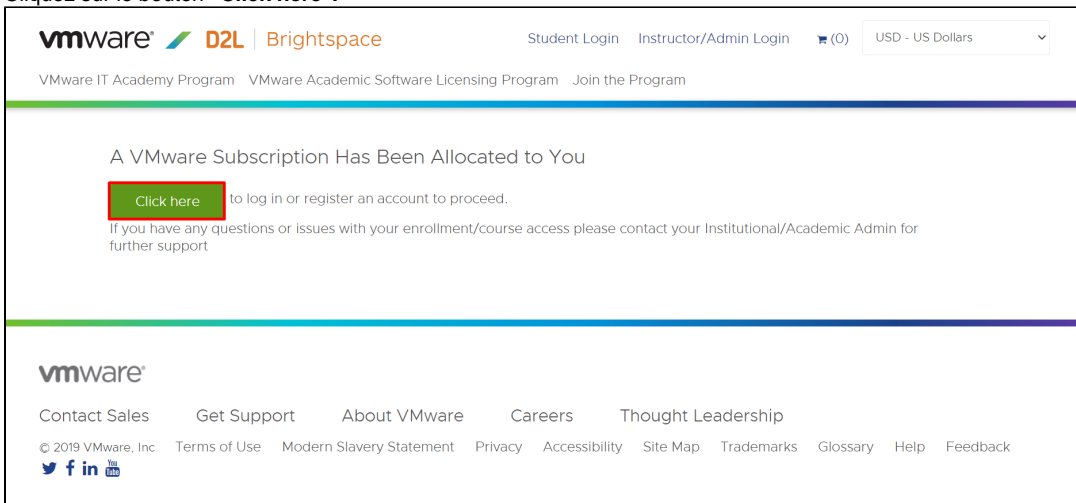 vmware® D2L | Brightspace Student Login Instructor/Admin Login (0) USD - US Dollars
VMware IT Academy Program VMware Academic Software Licensing Program Join the Program
A VMware Subscription Has Been Allocated to You
Click here to log in or register an account to proceed.
If you have any questions or issues with your enrollment/course access please contact your Institutional/Academic Admin for
further support
vmware®
Contact Sales Get Support About VMware Careers Thought Leadership
© 2019 VMware, Inc Terms of Use Modern Slavery Statement Privacy Accessibility Site Map Trademarks Glossary Help Feedback
You Tube